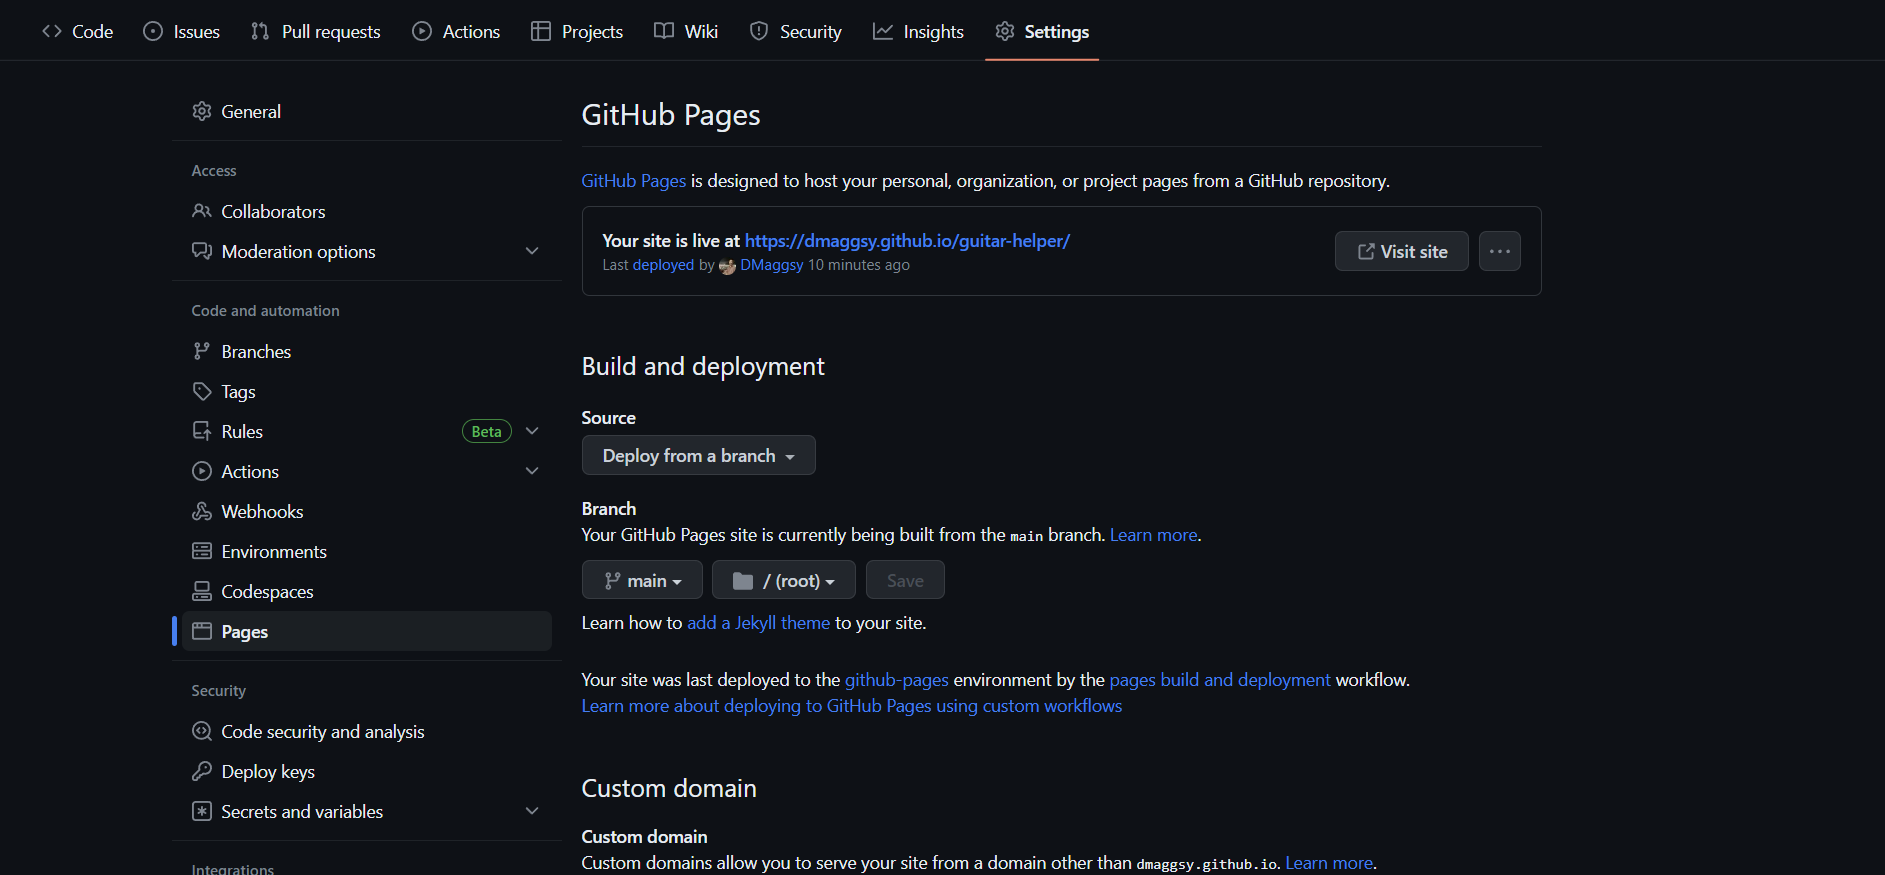 Code Issues Pull requests Actions Projects Wiki Security Insights Settings
General
Access
Collaborators
Moderation options
Code and automation
Branches
Tags
Rules Beta
Actions
Webhooks
Environments
Codespaces
Pages
Security
Code security and analysis
Deploy keys
Secrets and variables
Integrations
GitHub Pages
GitHub Pages is designed to host your personal, organization, or project pages from a GitHub repository.
Your site is live at https://dmaggsy.github.io/guitar-helper/
Last deployed by DMaggsy 10 minutes ago
Visit site
Build and deployment
Source
Deploy from a branch
Branch
Your GitHub Pages site is currently being built from the main branch. Learn more.
main / (root) Save
Learn how to add a Jekyll theme to your site.
Your site was last deployed to the github-pages environment by the pages build and deployment workflow.
Learn more about deploying to GitHub Pages using custom workflows
Custom domain
Custom domain
Custom domains allow you to serve your site from a domain other than dmaggsy.github.io. Learn more.